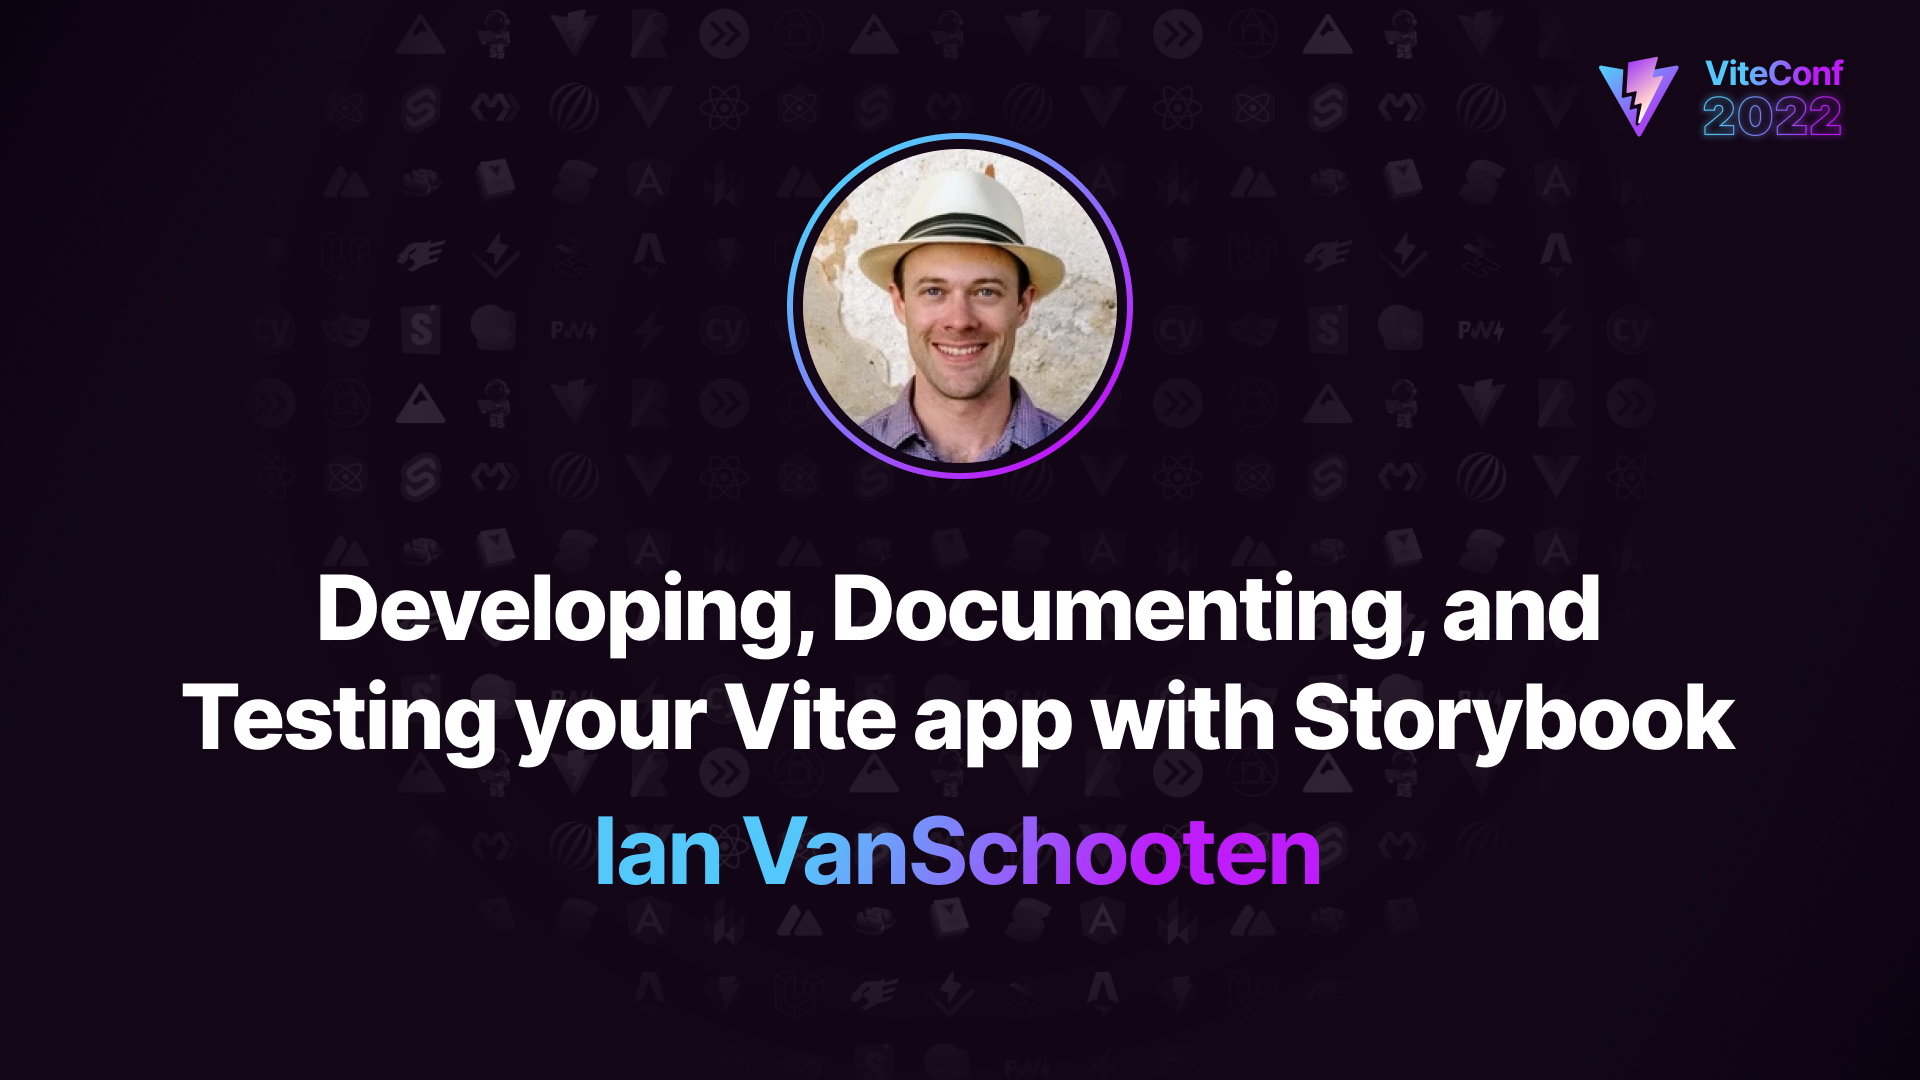 ViteConf
2022
Developing, Documenting, and
Testing your Vite app with Storybook
Ian VanSchooten